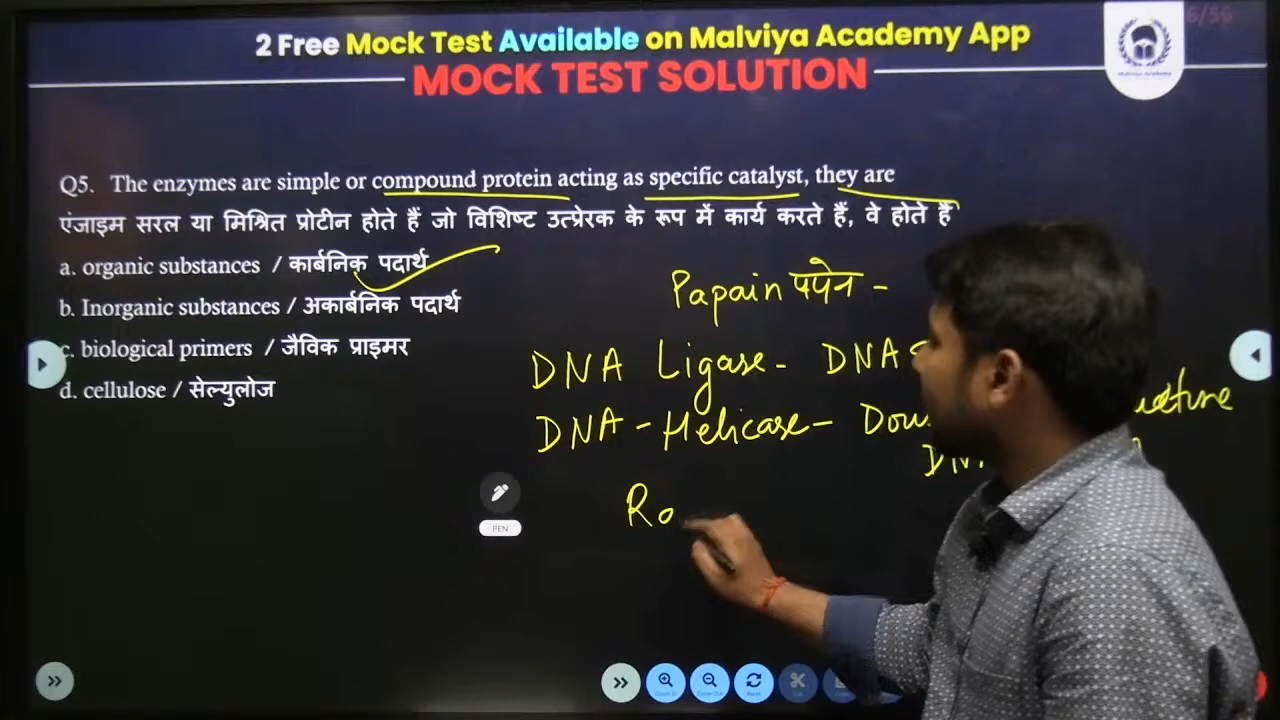 2 Free Mock Test Available on Malviya Academy App
MOCK TEST SOLUTION
Malviya Academy
Q5. The enzymes are simple or compound protein acting as specific catalyst, they are
एंजाइम सरल या मिश्रित प्रोटीन होते हैं जो विशिष्ट उत्प्रेरक के रूप में कार्य करते हैं, वे होते हैं
a. organic substances / कार्बनिक पदार्थ
b. Inorganic substances / अकार्बनिक पदार्थ
c. biological primers / जैविक प्राइमर
d. cellulose / सेल्युलोज
Papain पपेन -
DNA Ligase - DNA
DNA - Helicase -
Ro
PEN